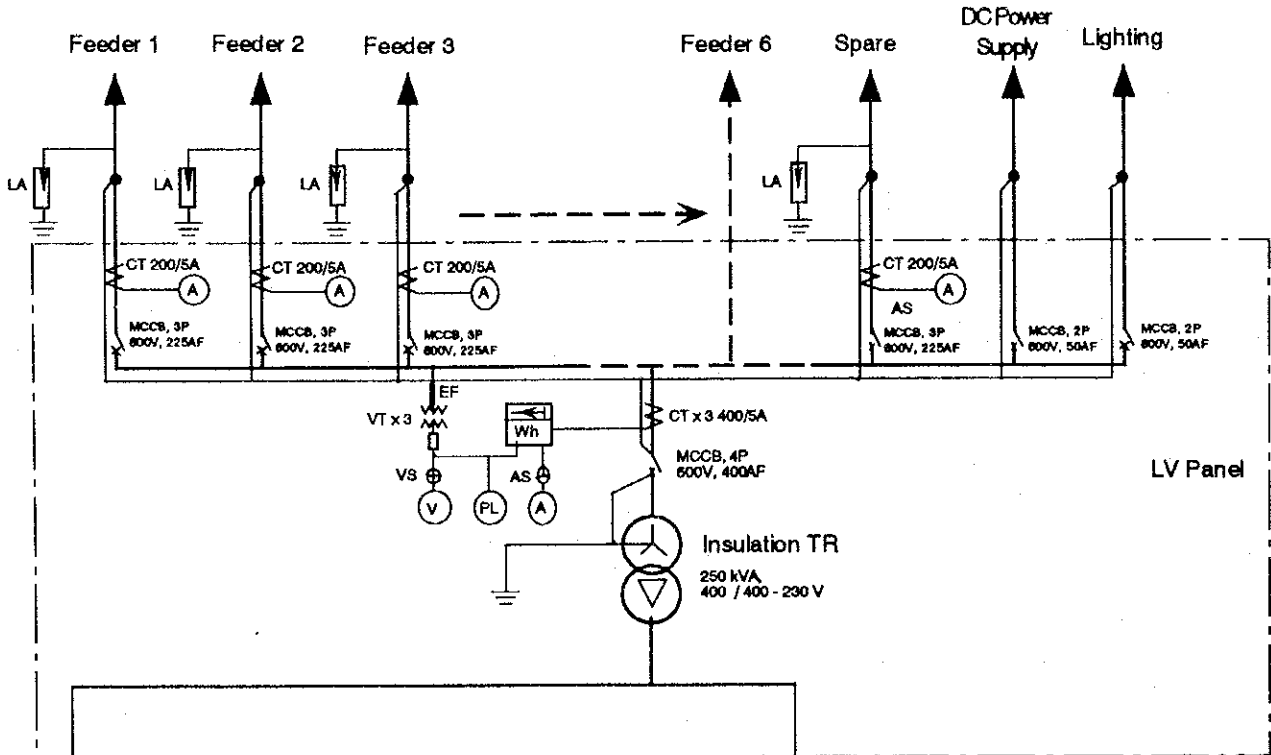 Feeder 1
Feeder 2
Feeder 3
Feeder 6
Spare
DC Power
Supply
Lighting
LA
LA
LA
LA
CT 200/5A
CT 200/5A
CT 200/5A
CT 200/5A
A
A
A
A
AS
MCCB, 3P
600V, 225AF
MCCB, 3P
600V, 225AF
MCCB, 3P
600V, 225AF
MCCB, 3P
600V, 225AF
MCCB, 2P
600V, 50AF
MCCB, 2P
600V, 50AF
EF
VT x 3
Wh
CT x 3 400/5A
VS
AS
MCCB, 4P
600V, 400AF
LV Panel
V
PL
A
Insulation TR
250 kVA
400 / 400 - 230 V